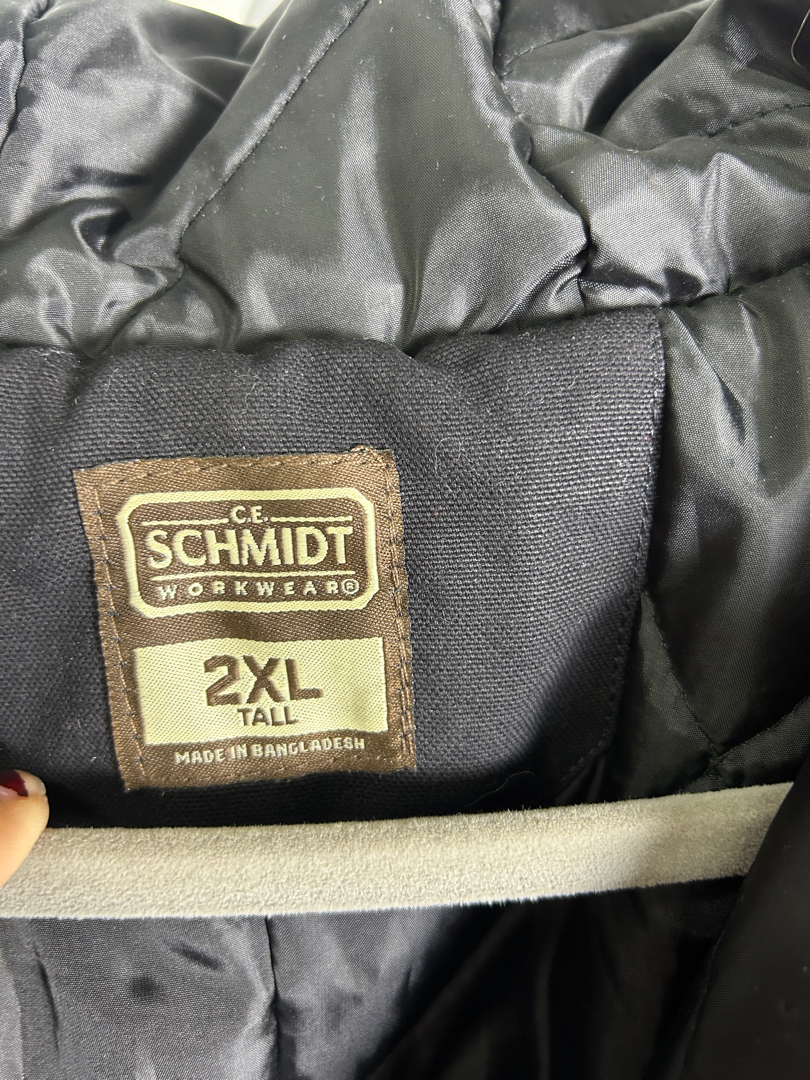 C.E.
SCHMIDT
WORKWEAR®
2XL
TALL
MADE IN BANGLADESH